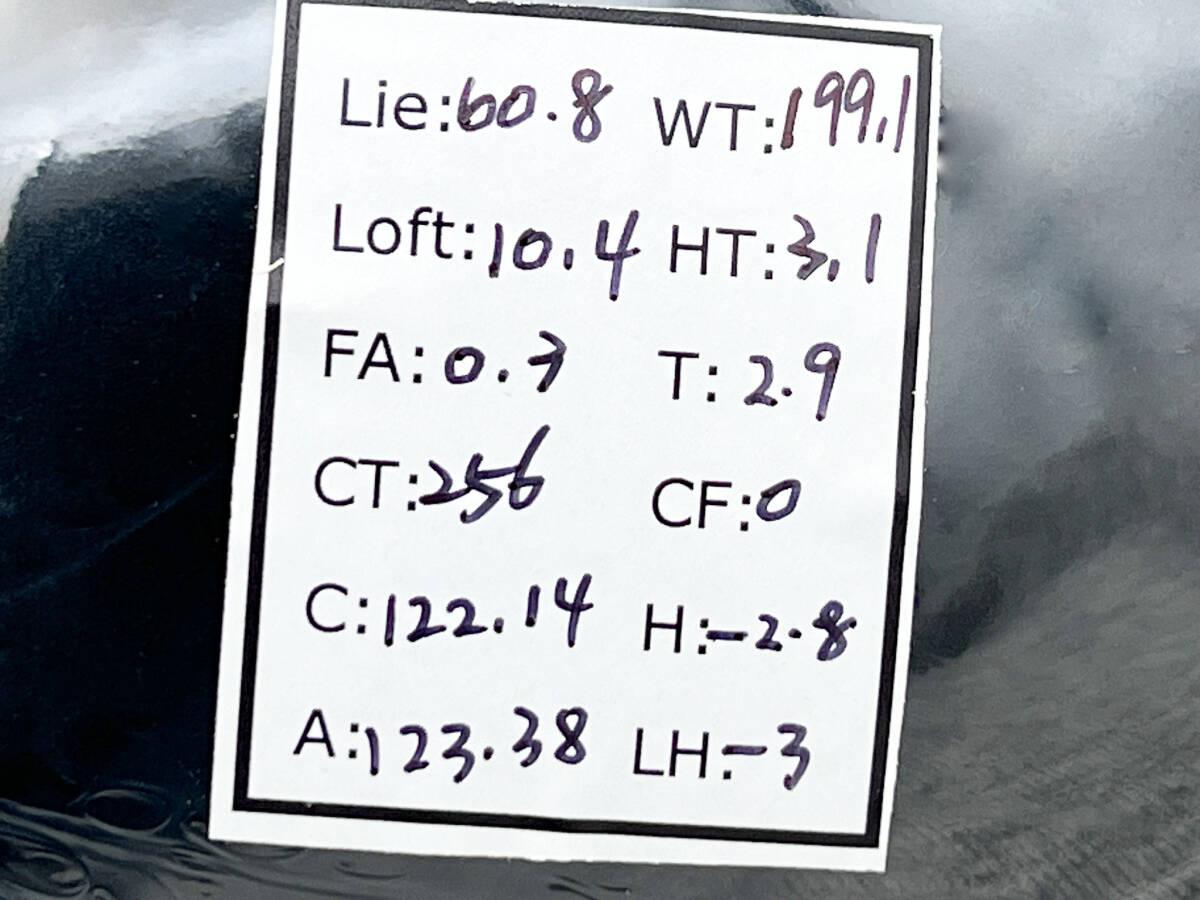 Lie:60.8 WT:199.1
Loft:10.4 HT:3.1
FA:0.3 T:2.9
CT:256 CF:0
C:122.14 H:-2.8
A:123.38 LH:-3